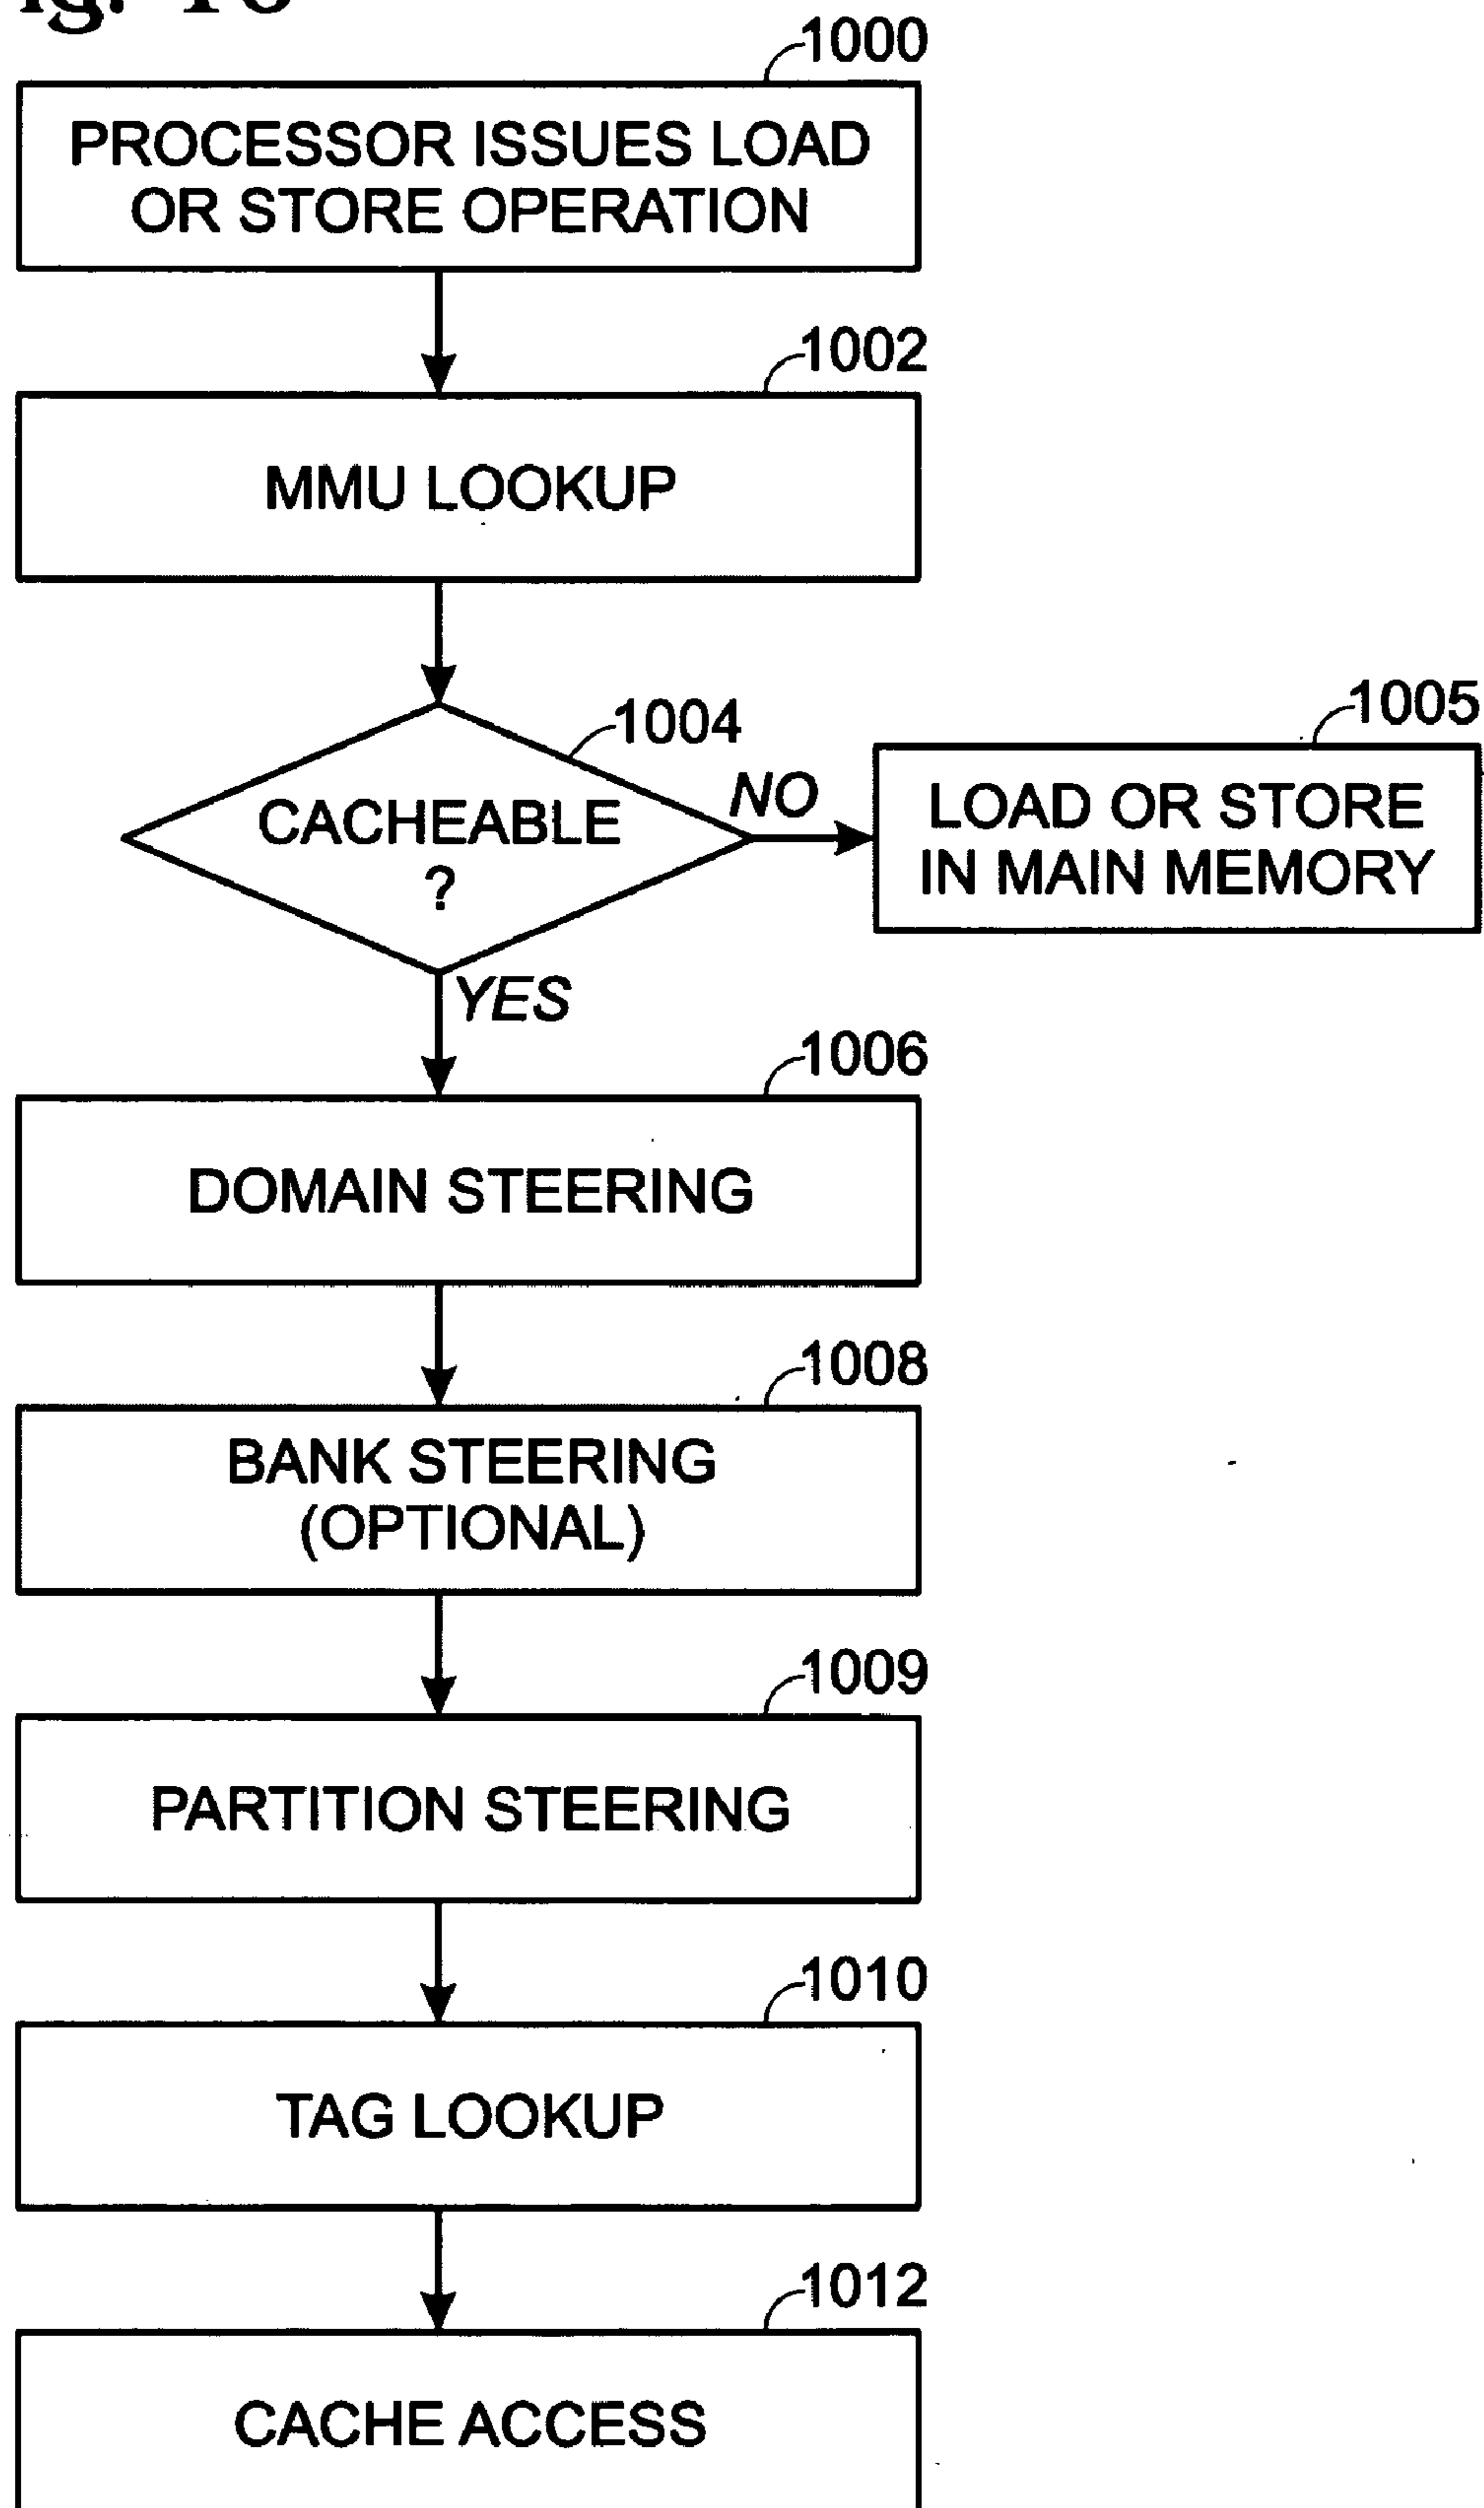 1000
PROCESSOR ISSUES LOAD
OR STORE OPERATION
1002
MMU LOOKUP
1004
CACHEABLE
?
NO
1005
LOAD OR STORE
IN MAIN MEMORY
YES
1006
DOMAIN STEERING
1008
BANK STEERING
(OPTIONAL)
1009
PARTITION STEERING
1010
TAG LOOKUP
1012
CACHE ACCESS